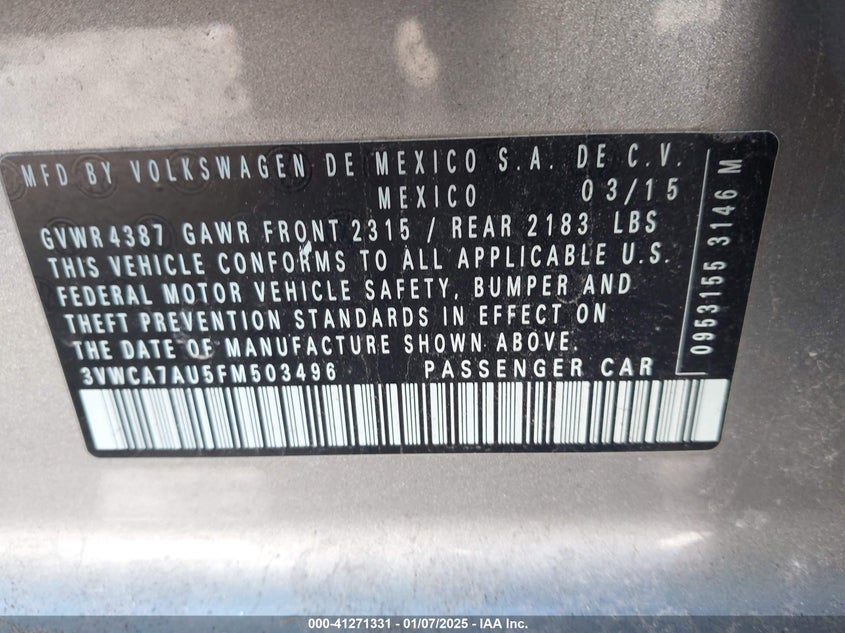 MFD BY VOLKSWAGEN DE MEXICO S.A. DE C.V.
MEXICO 03/15
GVWR 4387 GAWR FRONT 2315 / REAR 2183 LBS
THIS VEHICLE CONFORMS TO ALL APPLICABLE U.S.
FEDERAL MOTOR VEHICLE SAFETY, BUMPER AND
THEFT PREVENTION STANDARDS IN EFFECT ON
THE DATE OF MANUFACTURE SHOWN ABOVE.
3VWCA7AU5FM503496 PASSENGER CAR
0953155 3146 M
000-41271331 | 01/07/2025 | IAA Inc.